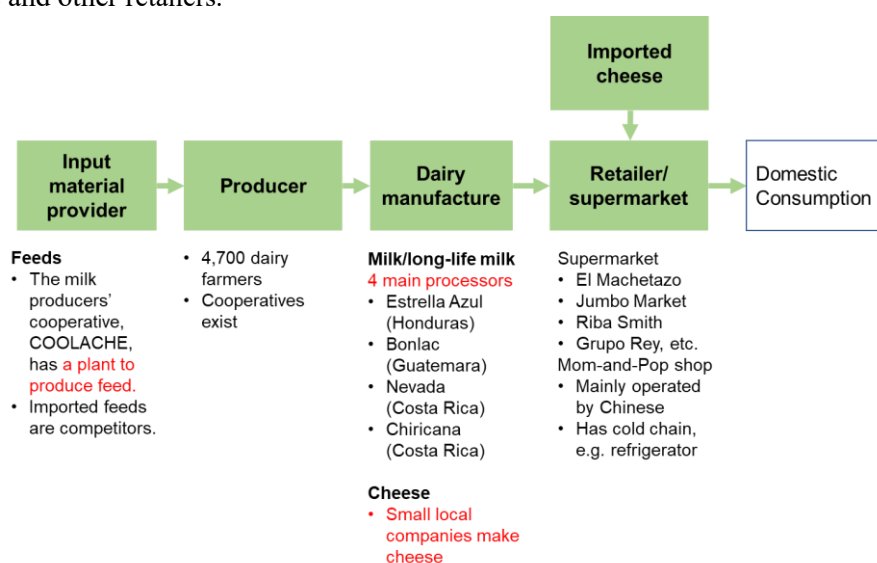 and other retailers.
Imported
cheese
Input
material
provider
Producer
Dairy
manufacture
Retailer/
supermarket
Domestic
Consumption
Feeds
• The milk
producers'
cooperative,
COOLACHE,
has a plant to
produce feed.
• Imported feeds
are competitors.
• 4,700 dairy
farmers
• Cooperatives
exist
Milk/long-life milk
4 main processors
• Estrella Azul
(Honduras)
• Bonlac
(Guatemara)
• Nevada
(Costa Rica)
• Chiricana
(Costa Rica)
Cheese
• Small local
companies make
cheese
Supermarket
• El Machetazo
• Jumbo Market
• Riba Smith
• Grupo Rey, etc.
Mom-and-Pop shop
• Mainly operated
by Chinese
• Has cold chain,
e.g. refrigerator